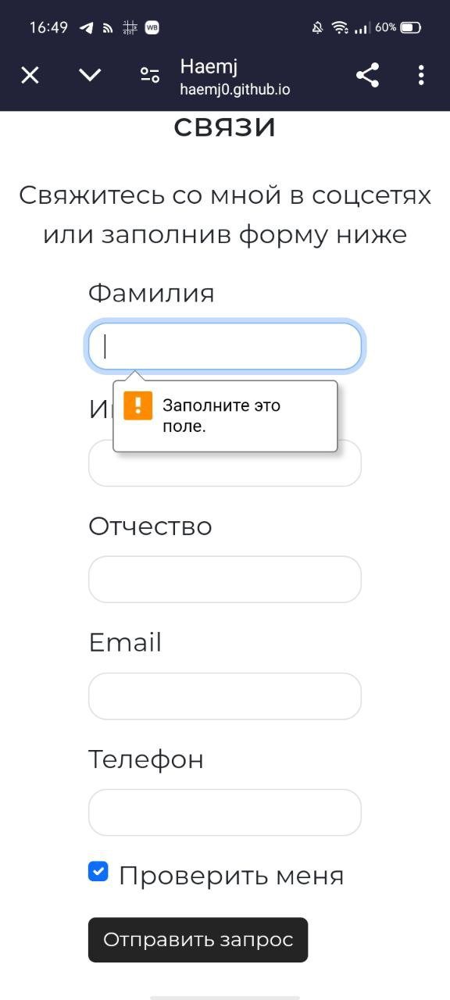 16:49 WB 60%
Haemj
haemj0.github.io
связи
Свяжитесь со мной в соцсетях
или заполнив форму ниже
Фамилия
Заполните это
поле.
Отчество
Email
Телефон
Проверить меня
Отправить запрос